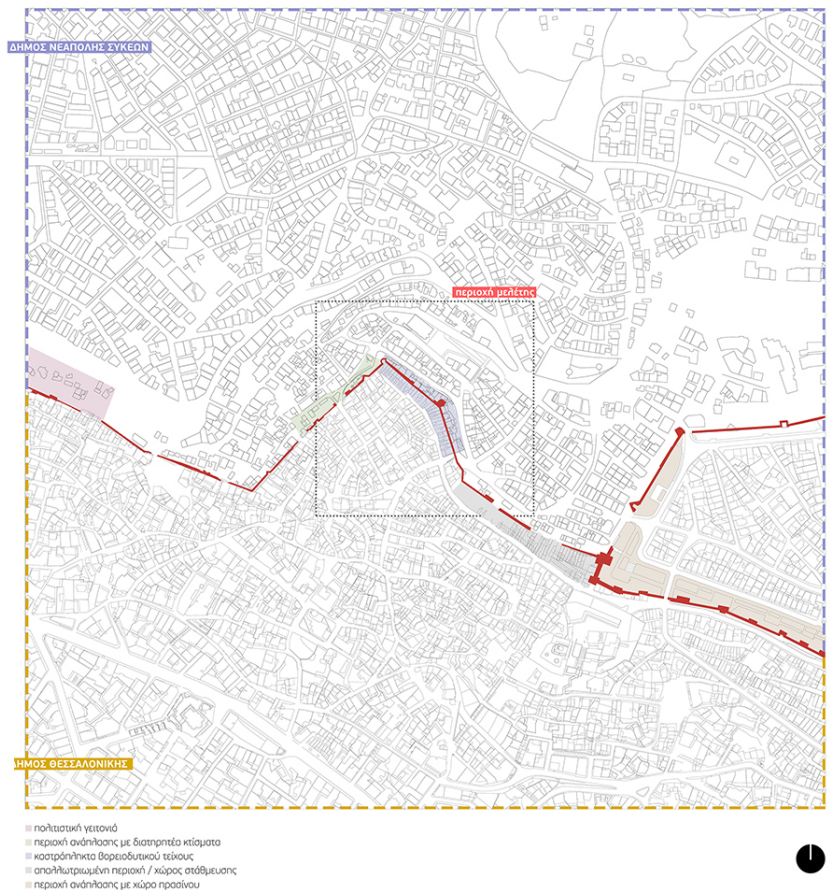 ΔΗΜΟΣ ΝΕΑΠΟΛΗΣ ΣΥΚΕΩΝ
περιοχή μελέτης
ΔΗΜΟΣ ΘΕΣΣΑΛΟΝΙΚΗΣ
πολιτιστική γειτονιά
περιοχή ανάπλασης με διατηρητέα κτίσματα
καστρόπληκτα βορειοδυτικού τείχους
απαλλοτριωμένη περιοχή / χώρος στάθμευσης
περιοχή ανάπλασης με χώρο πρασίνου